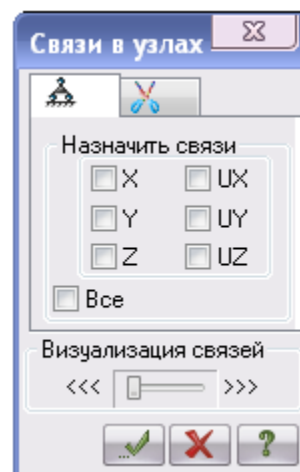 Связи в узлах
Назначить связи
X UX
Y UY
Z UZ
Все
Визуализация связей
<<< >>>
?